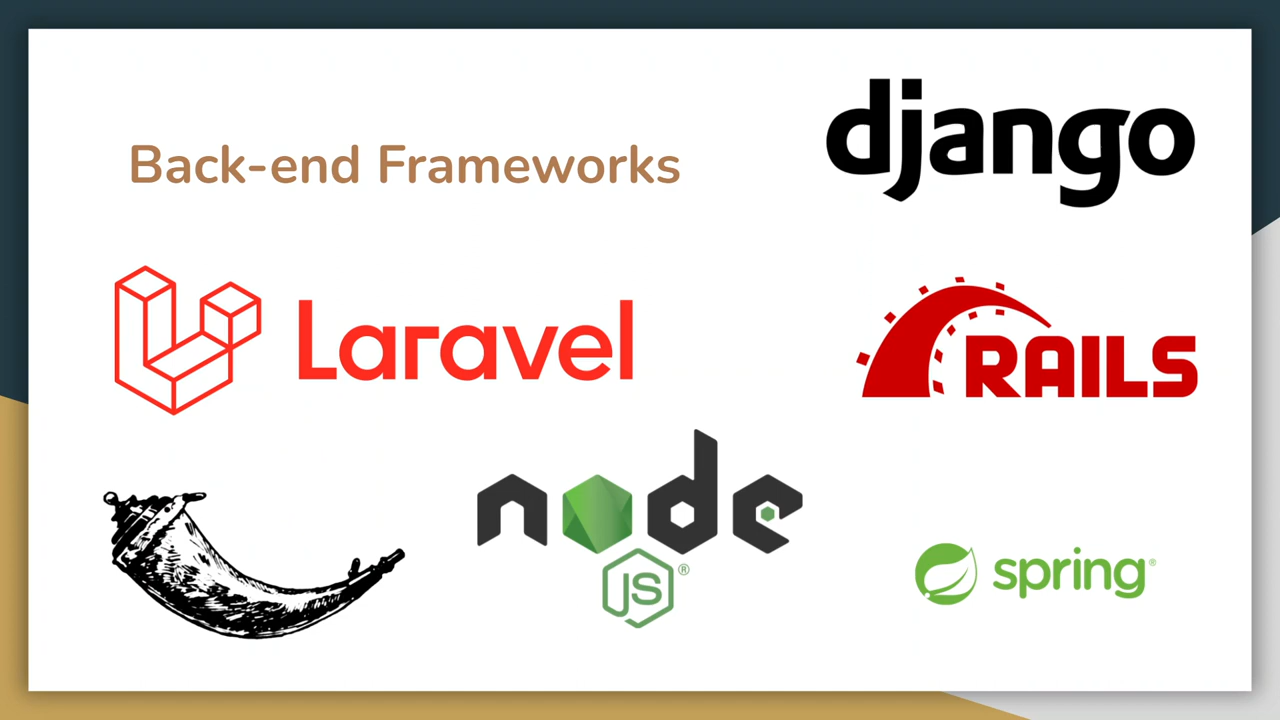 django
Back-end Frameworks
Laravel
RAILS
node
JS®
spring®